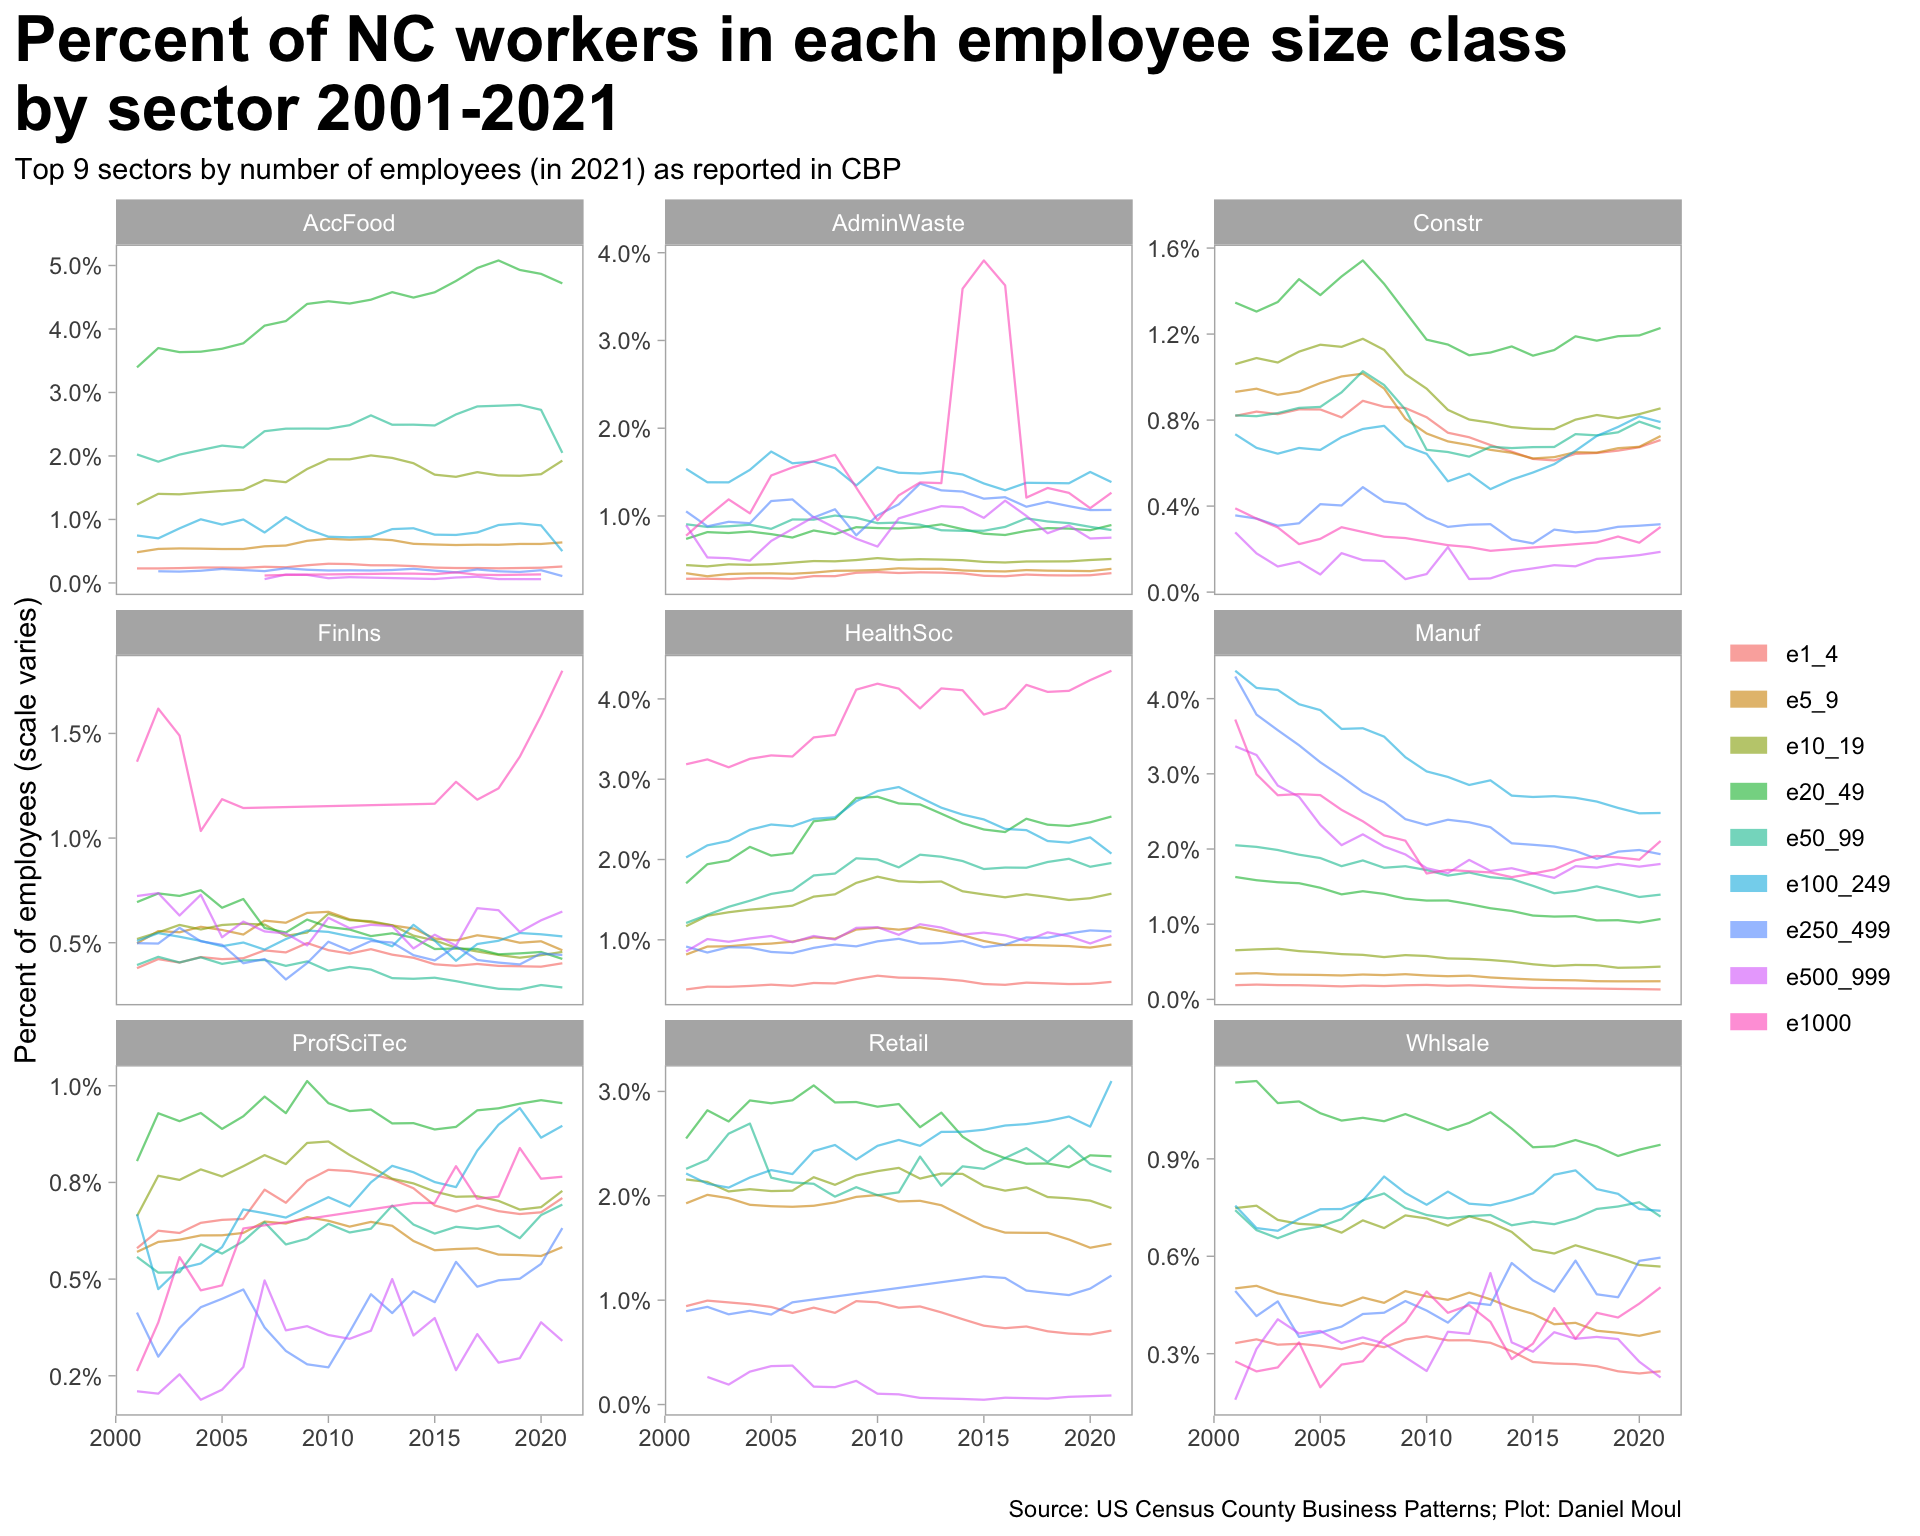 Percent of NC workers in each employee size class
by sector 2001-2021
Top 9 sectors by number of employees (in 2021) as reported in CBP
Percent of employees (scale varies)
AccFood
5.0%
4.0%
3.0%
2.0%
1.0%
0.0%
AdminWaste
4.0%
3.0%
2.0%
1.0%
Constr
1.6%
1.2%
0.8%
0.4%
0.0%
FinIns
1.5%
1.0%
0.5%
HealthSoc
4.0%
3.0%
2.0%
1.0%
Manuf
4.0%
3.0%
2.0%
1.0%
0.0%
ProfSciTec
1.0%
0.8%
0.5%
0.2%
2000 2005 2010 2015 2020
Retail
3.0%
2.0%
1.0%
0.0%
2000 2005 2010 2015 2020
Whlsale
0.9%
0.6%
0.3%
2000 2005 2010 2015 2020
e1_4
e5_9
e10_19
e20_49
e50_99
e100_249
e250_499
e500_999
e1000
Source: US Census County Business Patterns; Plot: Daniel Moul